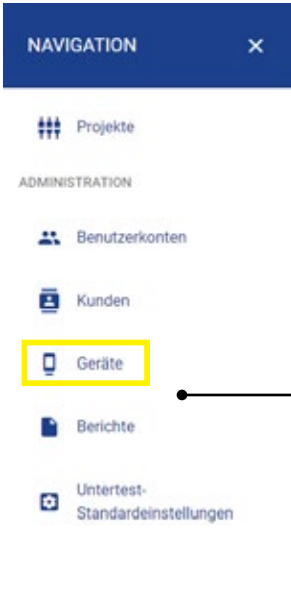 NAVIGATION
Projekte
ADMINISTRATION
Benutzerkonten
Kunden
Geräte
Berichte
Untertest-
Standardeinstellungen